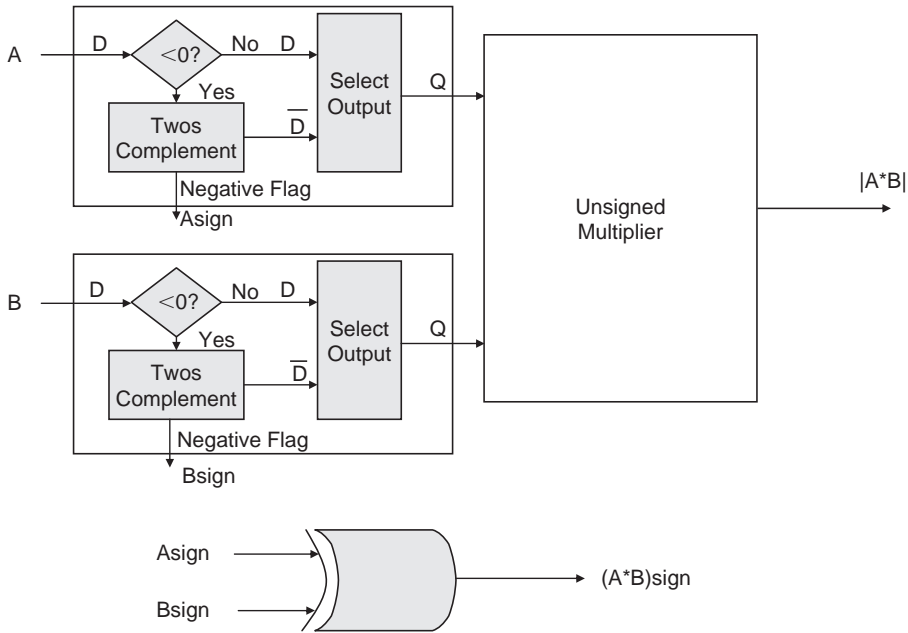 A
D
<0?
No
D
Select
Output
Q
Yes
Twos
Complement
D̅
Negative Flag
Asign
B
D
<0?
No
D
Select
Output
Q
Yes
Twos
Complement
D̅
Negative Flag
Bsign
Unsigned
Multiplier
|A*B|
Asign
Bsign
(A*B)sign